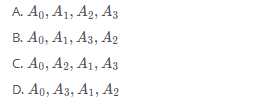 A. A₀, A₁, A₂, A₃
B. A₀, A₁, A₃, A₂
C. A₀, A₂, A₁, A₃
D. A₀, A₃, A₁, A₂